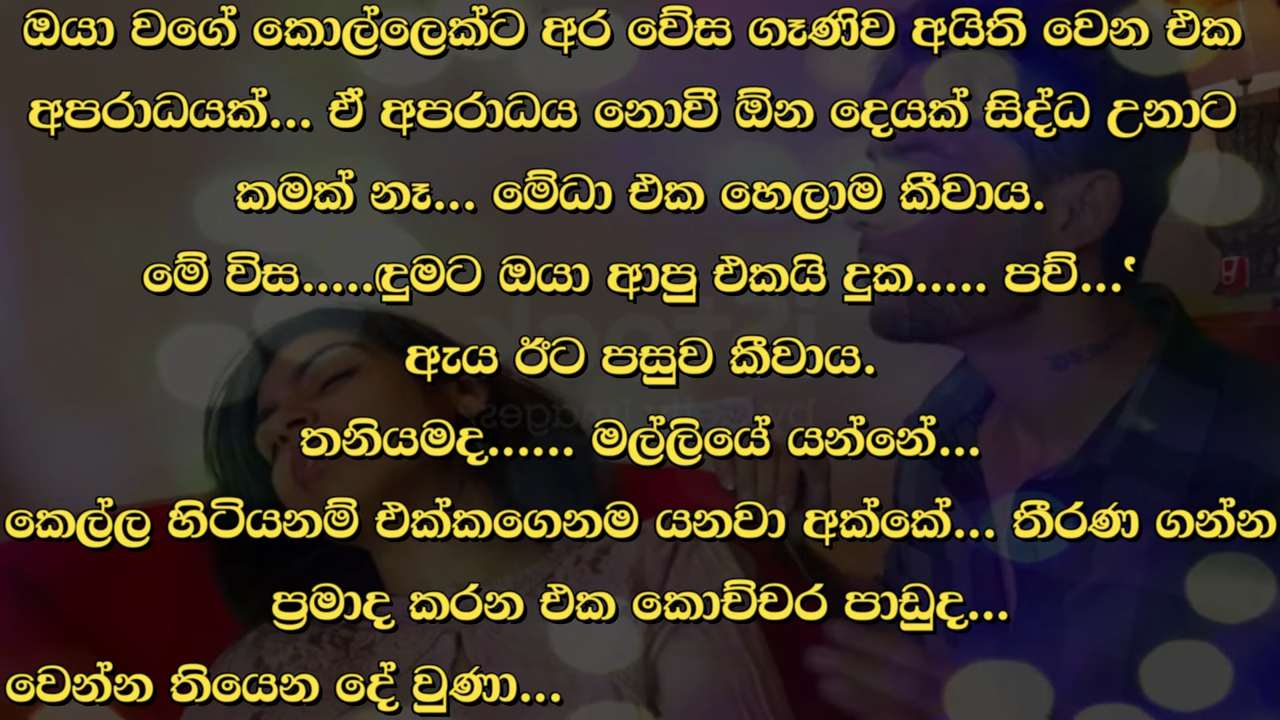 ඔයා වගේ කොල්ලෙක්ට අර වේස ගෑණිව අයිති වෙන එක
අපරාධයක්... ඒ අපරාධය නොවී ඕන දෙයක් සිද්ධ උනාට
කමක් නෑ... මේධා එක හෙලාම කීවාය.
මේ විස.....ඳුමට ඔයා ආපු එකයි දුක..... පව්...‛
ඇය ඊට පසුව කීවාය.
තනියමද...... මල්ලියේ යන්නේ...
කෙල්ල හිටියනම් එක්කගෙනම යනවා අක්කේ... තීරණ ගන්න
ප්‍රමාද කරන එක කොච්චර පාඩුද...
වෙන්න තියෙන දේ වුණා...